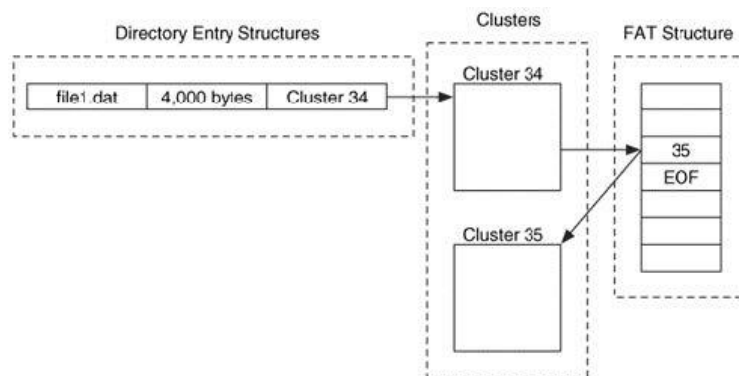 Directory Entry Structures
Clusters
FAT Structure
file1.dat 4,000 bytes Cluster 34
Cluster 34
35
EOF
Cluster 35